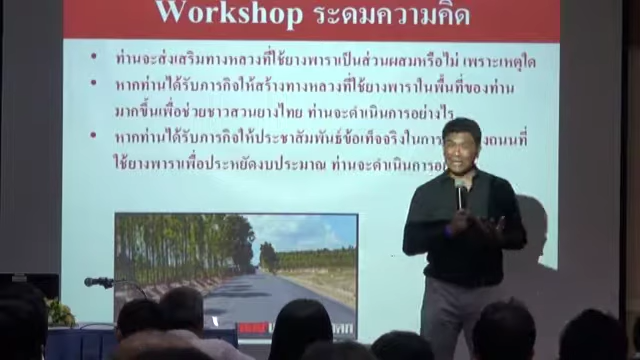 Workshop ระดมความคิด
• ท่านจะส่งเสริมทางหลวงที่ใช้ยางพาราเป็นส่วนผสมหรือไม่ เพราะเหตุใด
• หากท่านได้รับภารกิจให้สร้างทางหลวงที่ใช้ยางพาราในพื้นที่ของท่าน
มากขึ้นเพื่อช่วยชาวสวนยางไทย ท่านจะดำเนินการอย่างไร
• หากท่านได้รับภารกิจให้ประชาสัมพันธ์ข้อเท็จจริงในการ ถนนที่
ใช้ยางพาราเพื่อประหยัดงบประมาณ ท่านจะดำเนินการ